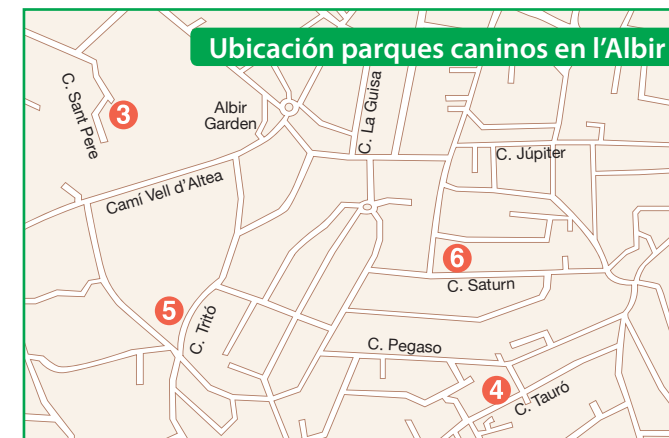 Ubicación parques caninos en l'Albir
C. Sant Pere
3
Albir
Garden
C. La Guisa
C. Júpiter
Camí Vell d'Altea
6
C. Saturn
5
C. Tritó
C. Pegaso
4
C. Tauró